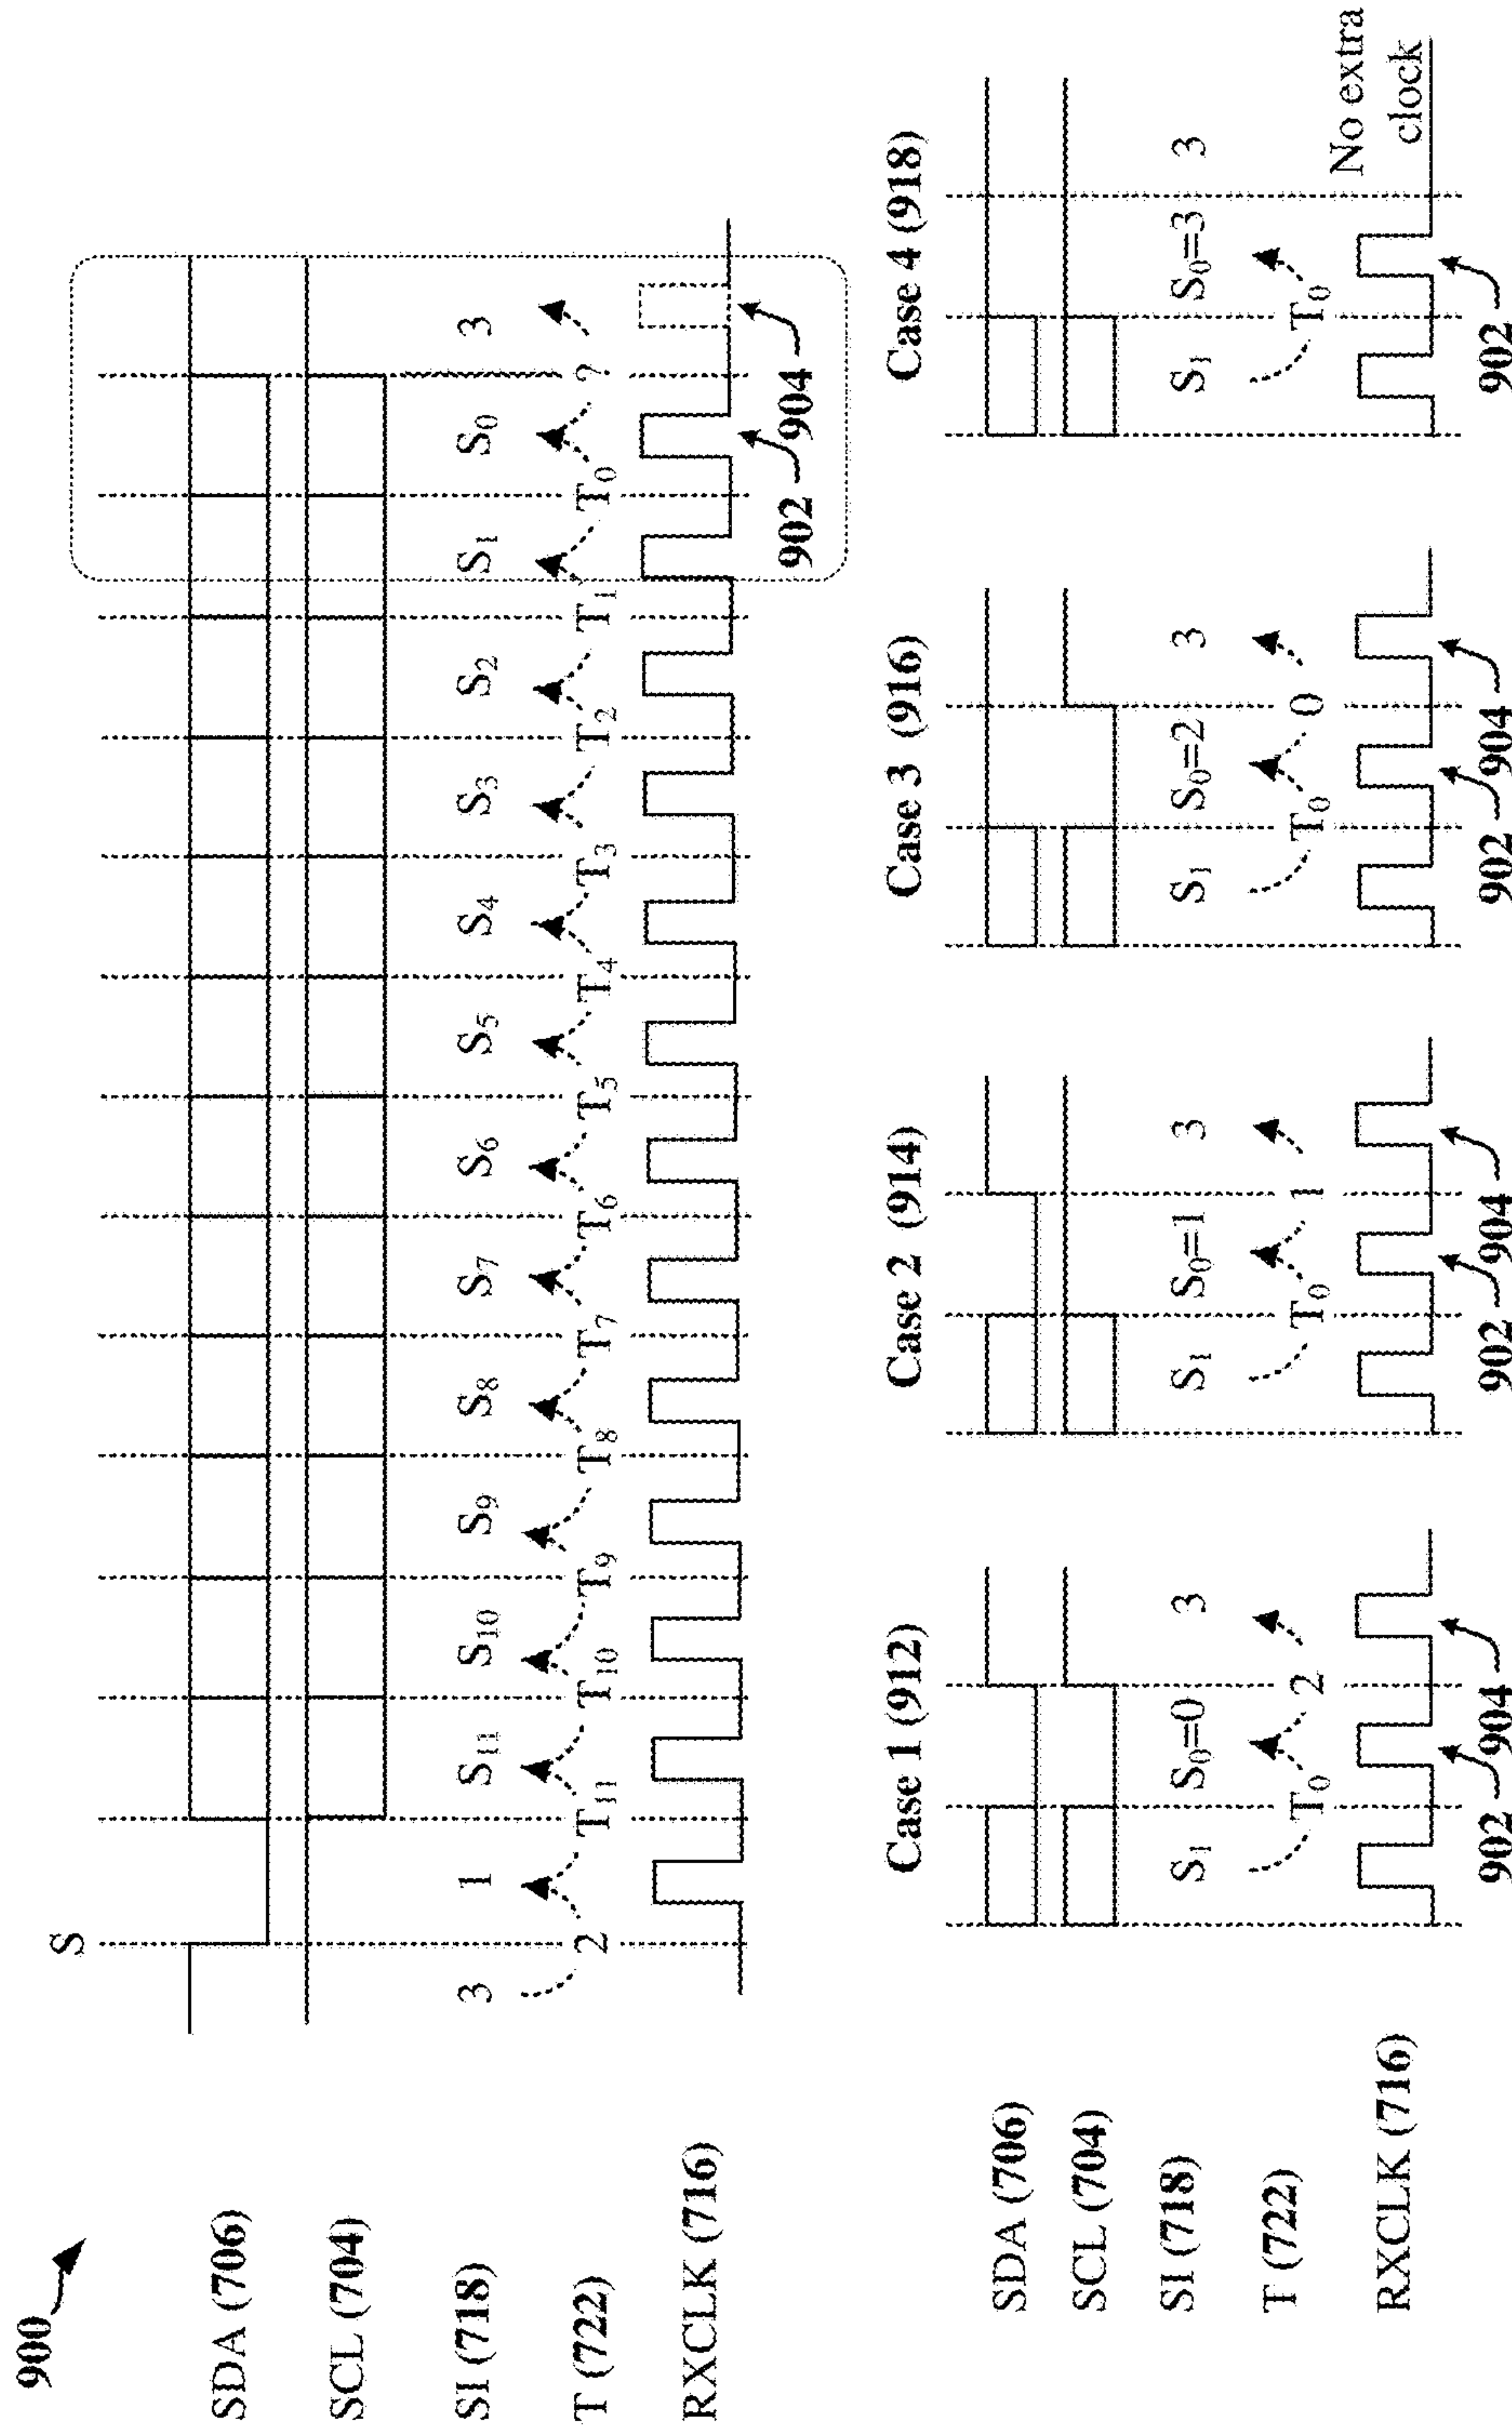 900
S
SDA (706)
SCL (704)
SI (718) 3 1 S₁₁ S₁₀ S₉ S₈ S₇ S₆ S₅ S₄ S₃ S₂ S₁ S₀ 3
T (722) 2 T₁₁ T₁₀ T₉ T₈ T₇ T₆ T₅ T₄ T₃ T₂ T₁ T₀ ?
RXCLK (716)
902 904
Case 1 (912) Case 2 (914) Case 3 (916) Case 4 (918)
SDA (706)
SCL (704)
SI (718) S₁ S₀=0 3 S₁ S₀=1 3 S₁ S₀=2 3 S₁ S₀=3 3
T (722) T₀ 2 T₀ 1 T₀ 0 T₀
No extra
clock
RXCLK (716)
902 904 902 904 902 904 902